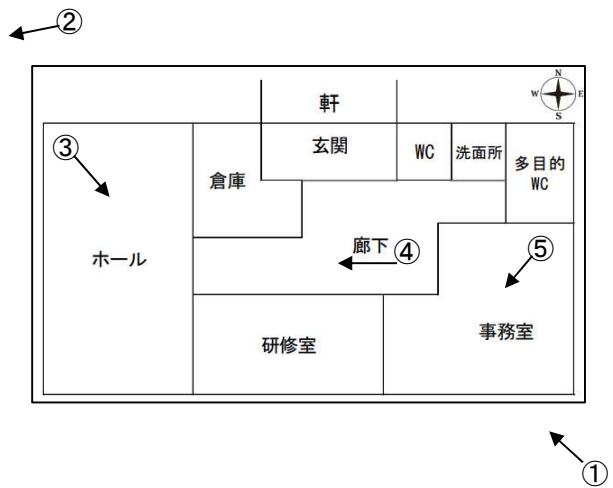 ②
N
W E
S
軒
③
玄関
WC
洗面所
多目的
WC
倉庫
ホール
廊下
④
⑤
研修室
事務室
①